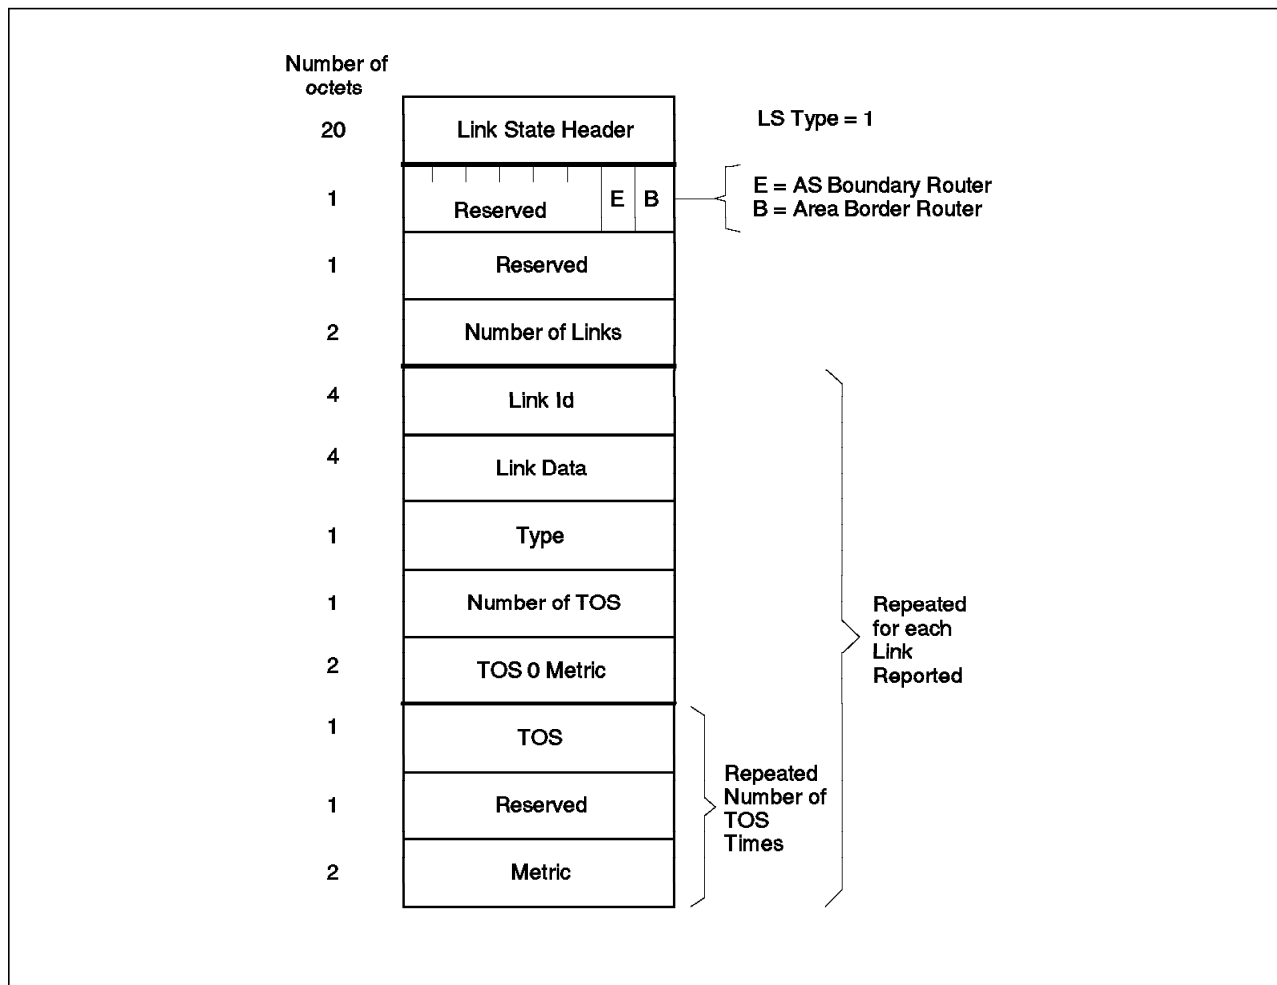 Number of
octets
20
Link State Header
LS Type = 1
1
Reserved
E
B
E = AS Boundary Router
B = Area Border Router
1
Reserved
2
Number of Links
4
Link Id
4
Link Data
1
Type
1
Number of TOS
2
TOS 0 Metric
Repeated
for each
Link
Reported
1
TOS
1
Reserved
2
Metric
Repeated
Number of
TOS
Times